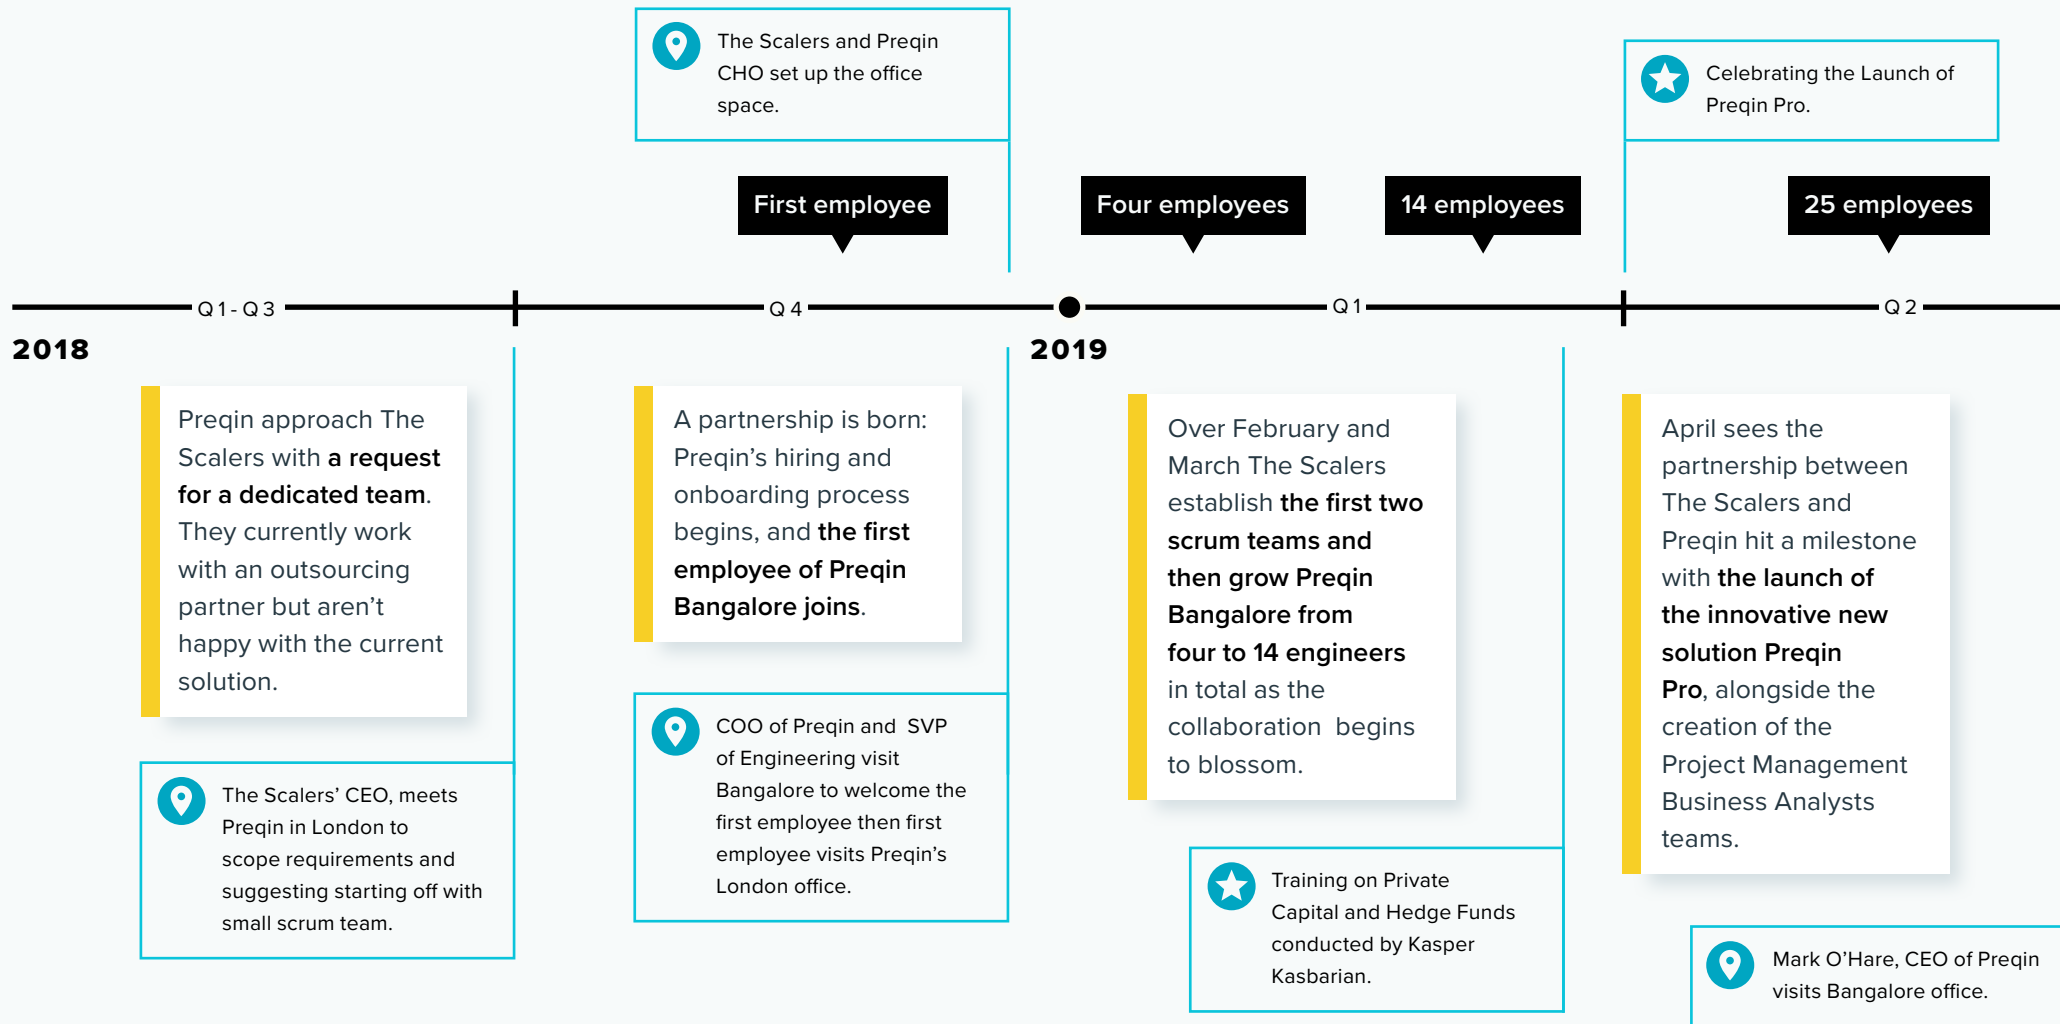 The Scalers and Preqin
CHO set up the office
space.
Celebrating the Launch of
Preqin Pro.
First employee
Four employees
14 employees
25 employees
Q1-Q3
Q4
Q1
Q2
2018
2019
Preqin approach The
Scalers with a request
for a dedicated team.
They currently work
with an outsourcing
partner but aren’t
happy with the current
solution.
The Scalers’ CEO, meets
Preqin in London to
scope requirements and
suggesting starting off with
small scrum team.
A partnership is born:
Preqin’s hiring and
onboarding process
begins, and the first
employee of Preqin
Bangalore joins.
COO of Preqin and  SVP
of Engineering visit
Bangalore to welcome the
first employee then first
employee visits Preqin’s
London office.
Over February and
March The Scalers
establish the first two
scrum teams and
then grow Preqin
Bangalore from
four to 14 engineers
in total as the
collaboration  begins
to blossom.
Training on Private
Capital and Hedge Funds
conducted by Kasper
Kasbarian.
April sees the
partnership between
The Scalers and
Preqin hit a milestone
with the launch of
the innovative new
solution Preqin
Pro, alongside the
creation of the
Project Management
Business Analysts
teams.
Mark O’Hare, CEO of Preqin
visits Bangalore office.